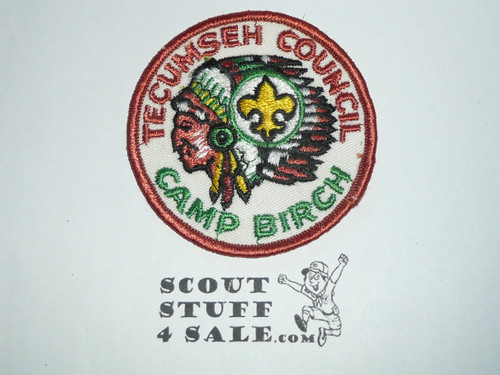 TECUMSEH COUNCIL
CAMP BIRCH
SCOUT
STUFF
4 SALE.COM